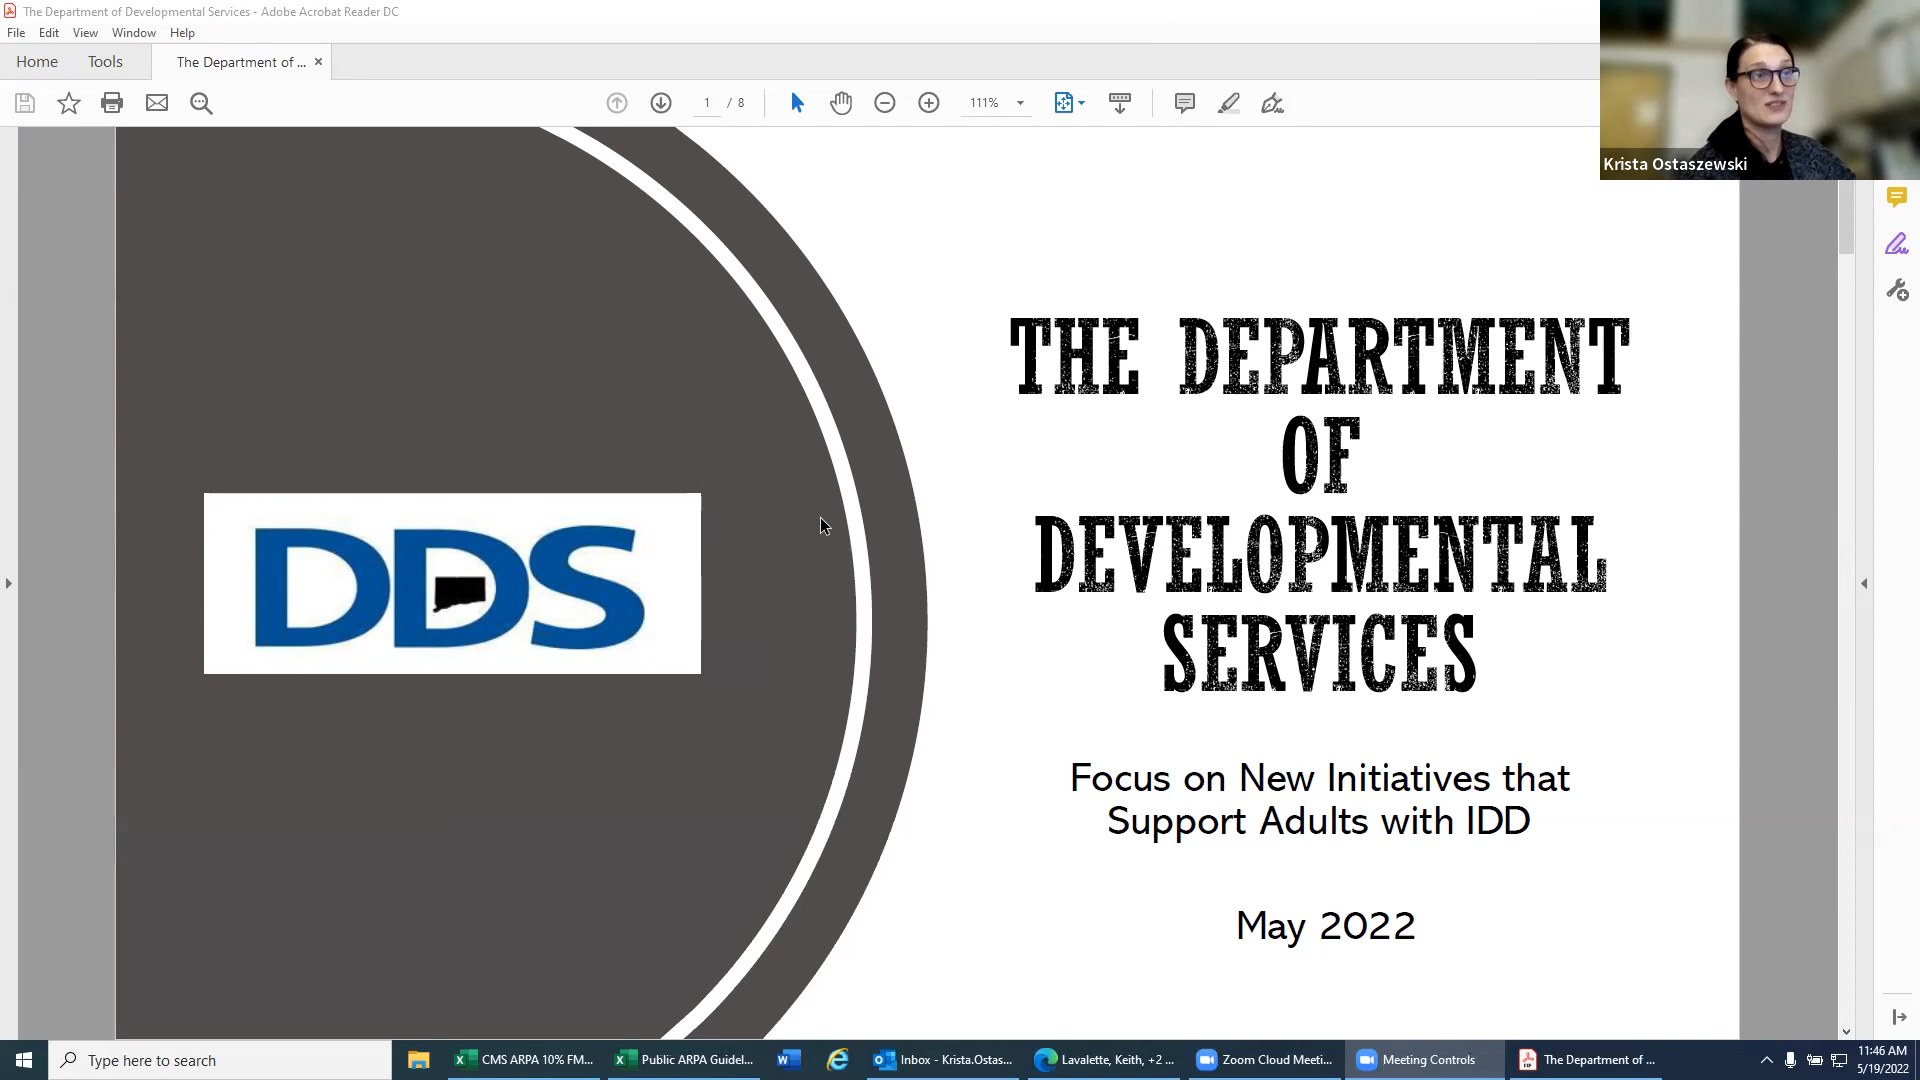 The Department of Developmental Services - Adobe Acrobat Reader DC
File Edit View Window Help
Home Tools The Department of ... ×
1 / 8 111%
Krista Ostaszewski
THE DEPARTMENT
OF
DEVELOPMENTAL
SERVICES
DDS
Focus on New Initiatives that
Support Adults with IDD
May 2022
Type here to search
CMS ARPA 10% FM...
Public ARPA Guidel...
Inbox - Krista.Ostas...
Lavalette, Keith, +2 ...
Zoom Cloud Meeti...
Meeting Controls
The Department of ...
11:46 AM
5/19/2022